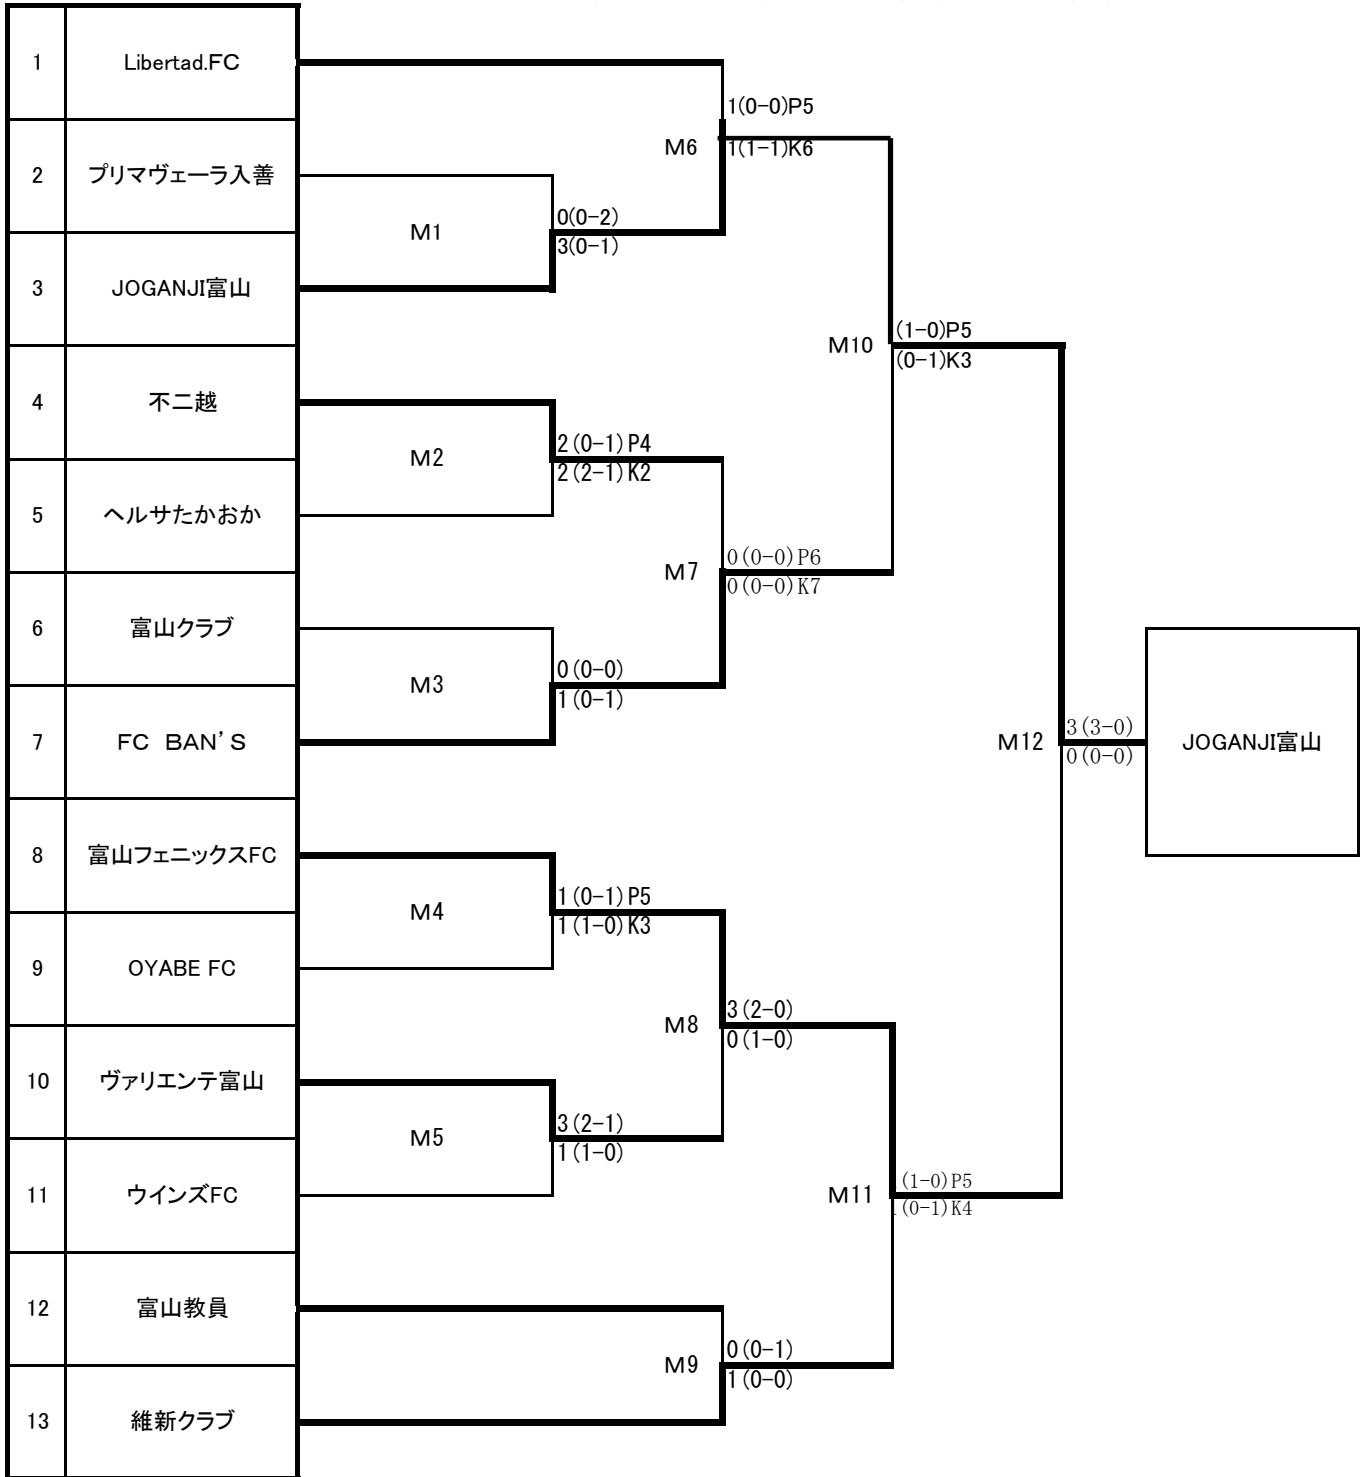 1 Libertad.FC
1(0-0)P5
M6
1(1-1)K6
2 プリマヴェーラ入善
M1
0(0-2)
3(0-1)
3 JOGANJI富山
M10
(1-0)P5
(0-1)K3
4 不二越
M2
2(0-1)P4
2(2-1)K2
5 ヘルサたかおか
M7
0(0-0)P6
0(0-0)K7
6 富山クラブ
M3
0(0-0)
1(0-1)
7 FC BAN'S
M12
3(3-0)
0(0-0)
JOGANJI富山
8 富山フェニックスFC
M4
1(0-1)P5
1(1-0)K3
9 OYABE FC
M8
3(2-0)
0(1-0)
10 ヴァリエンテ富山
M5
3(2-1)
1(1-0)
11 ウインズFC
M11
(1-0)P5
(0-1)K4
12 富山教員
M9
0(0-1)
1(0-0)
13 維新クラブ